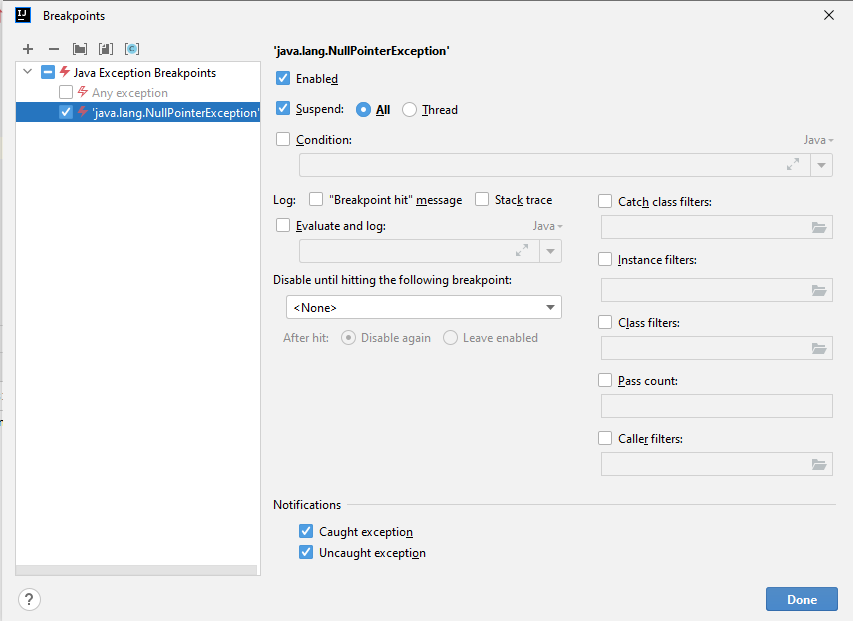 IJ Breakpoints
Java Exception Breakpoints
Any exception
'java.lang.NullPointerException'
'java.lang.NullPointerException'
Enabled
Suspend: All Thread
Condition: Java
Log: "Breakpoint hit" message Stack trace
Evaluate and log: Java
Disable until hitting the following breakpoint:
<None>
After hit: Disable again Leave enabled
Catch class filters:
Instance filters:
Class filters:
Pass count:
Caller filters:
Notifications
Caught exception
Uncaught exception
? Done